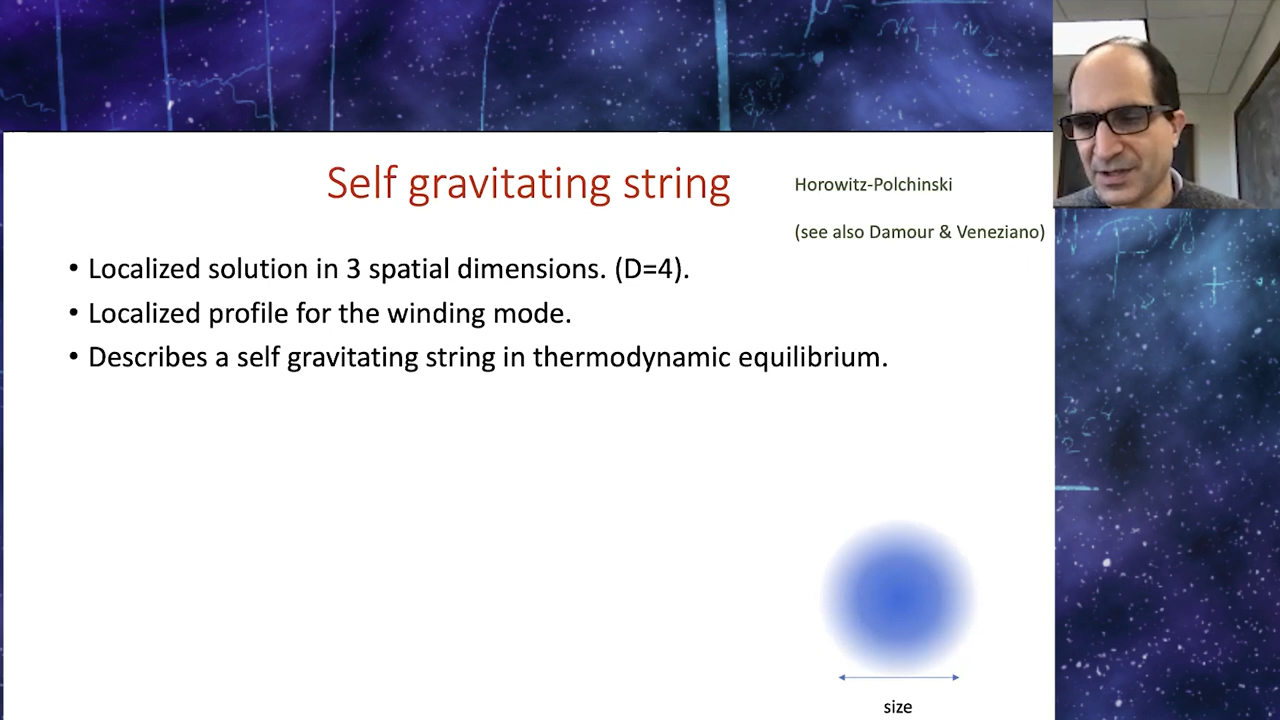 Self gravitating string
Horowitz-Polchinski
(see also Damour & Veneziano)
• Localized solution in 3 spatial dimensions. (D=4).
• Localized profile for the winding mode.
• Describes a self gravitating string in thermodynamic equilibrium.
size